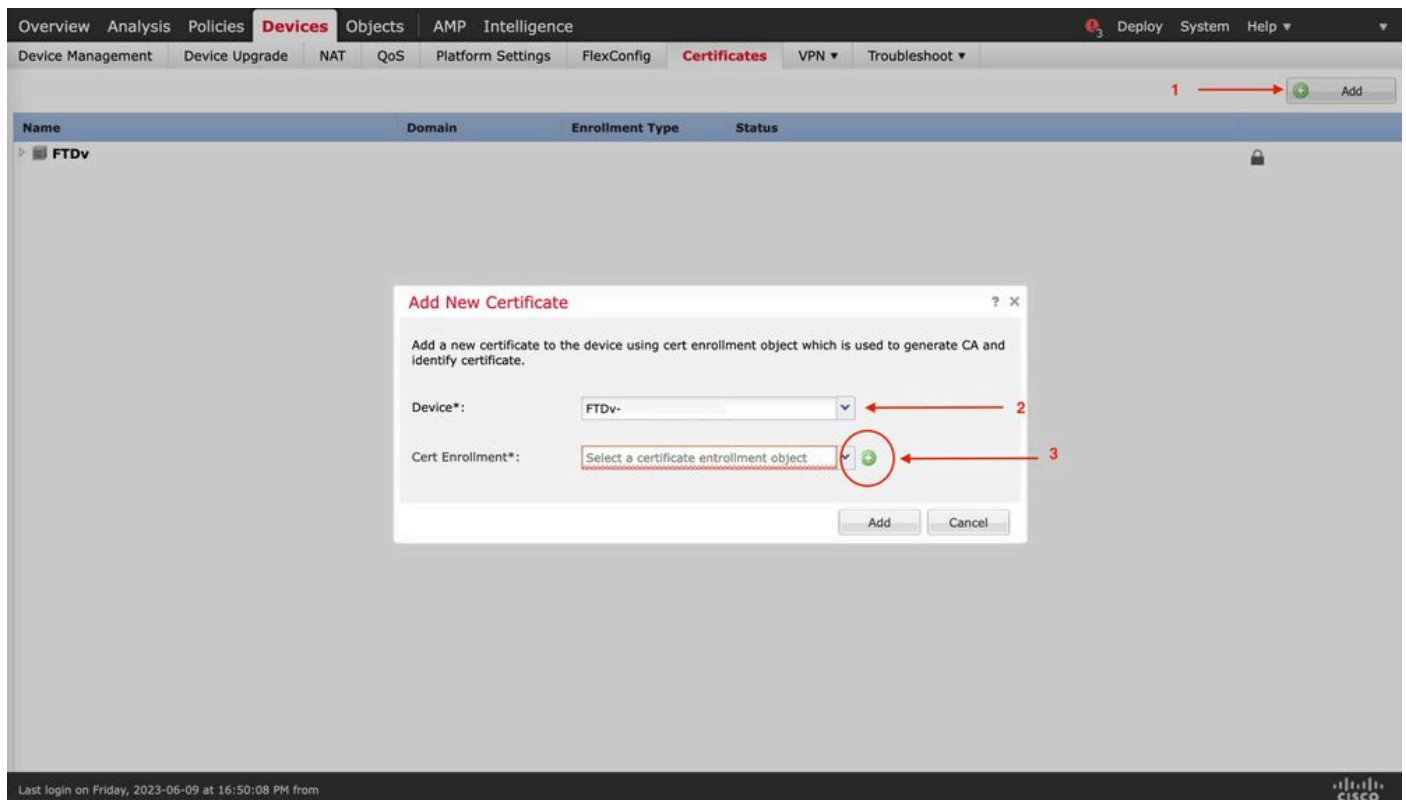 Overview Analysis Policies Devices Objects AMP Intelligence 3 Deploy System Help
Device Management Device Upgrade NAT QoS Platform Settings FlexConfig Certificates VPN Troubleshoot
1 Add
Name Domain Enrollment Type Status
FTDv
Add New Certificate ? X
Add a new certificate to the device using cert enrollment object which is used to generate CA and
identify certificate.
Device*: FTDv- 2
Cert Enrollment*: Select a certificate entrollment object 3
Add Cancel
Last login on Friday, 2023-06-09 at 16:50:08 PM from
CISCO